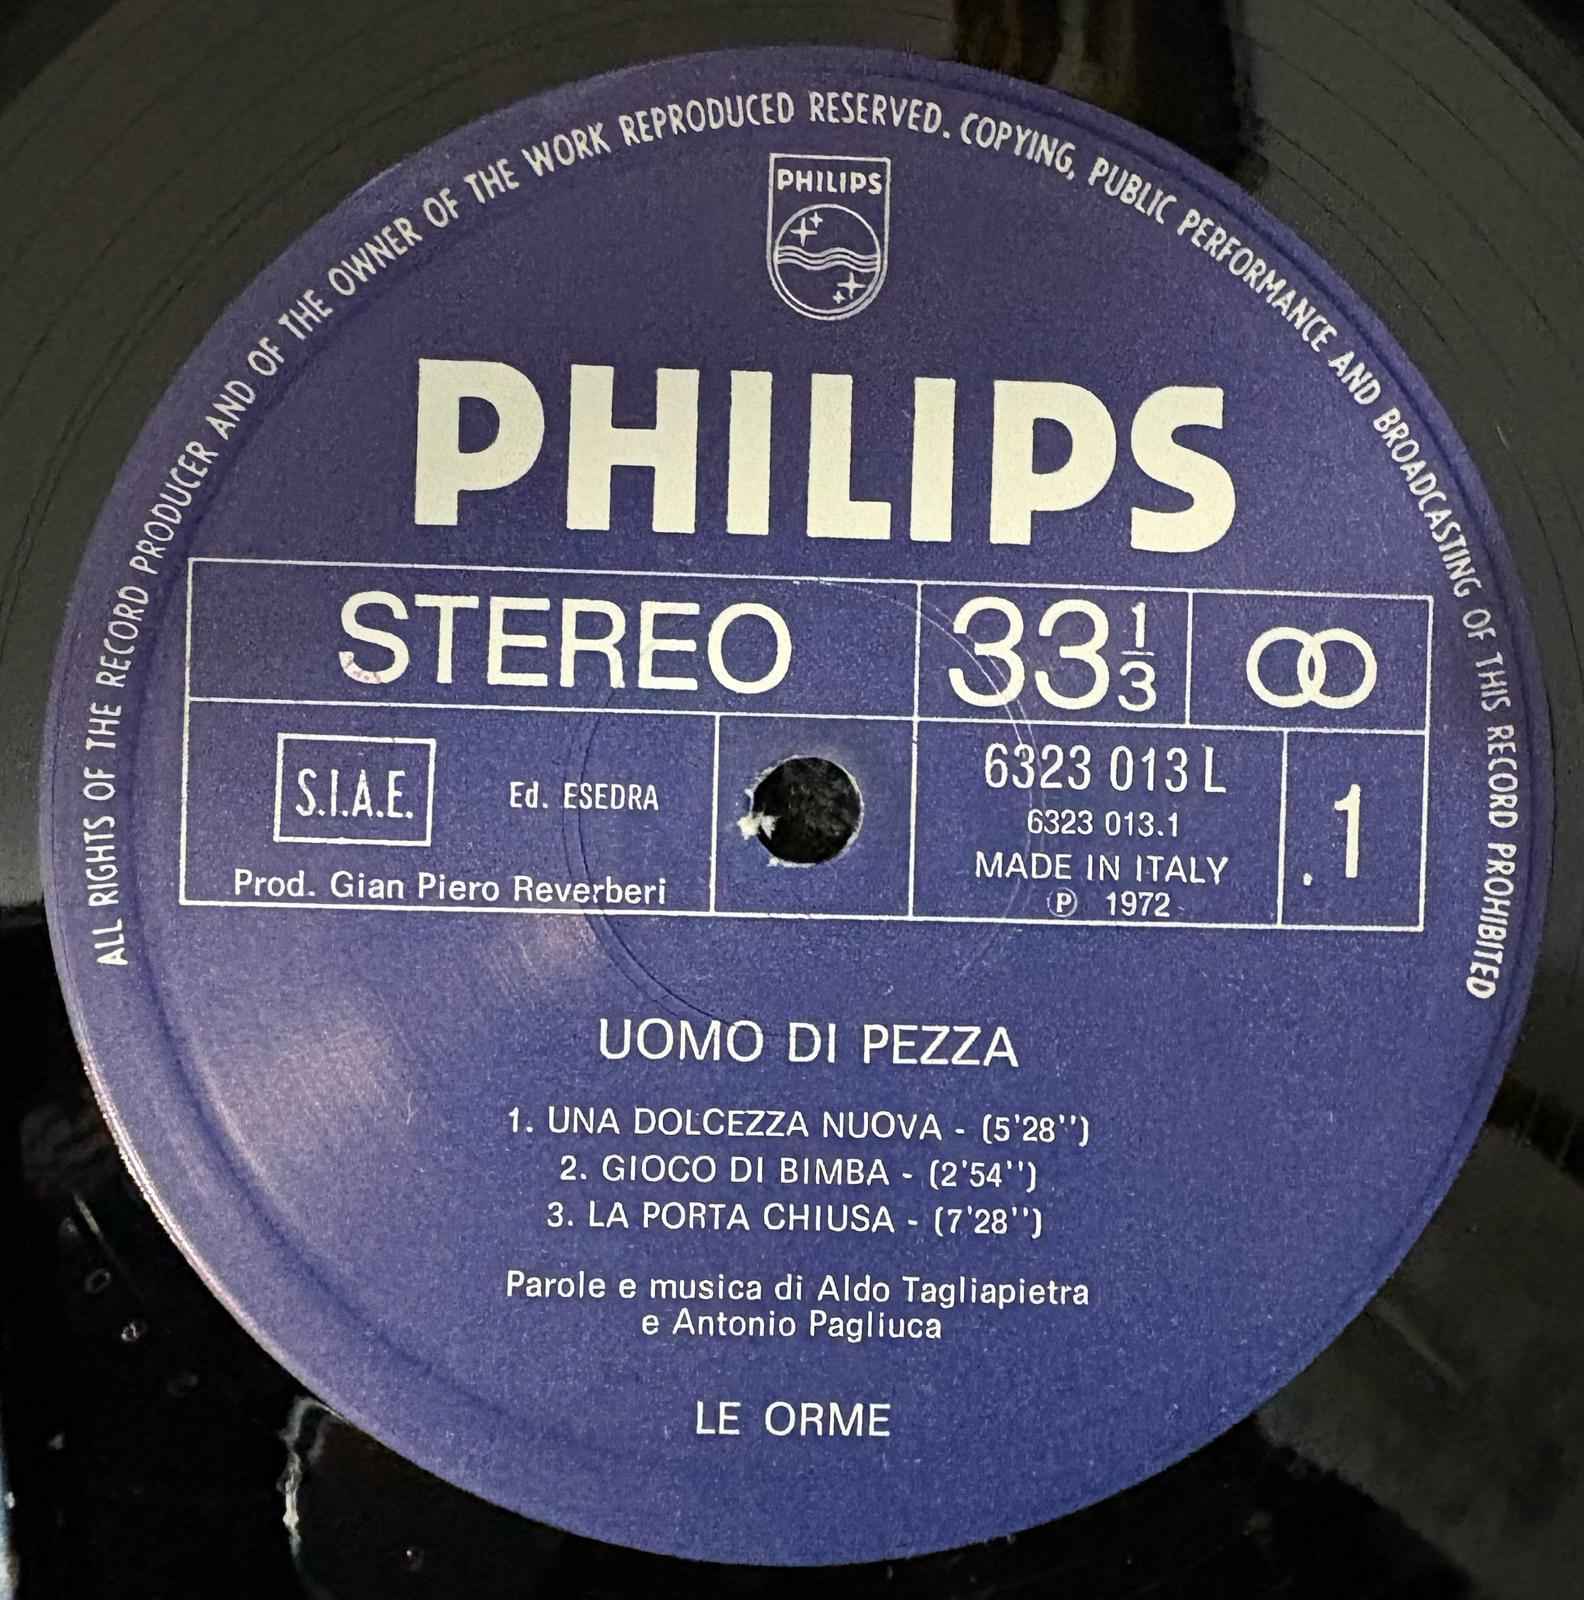 ALL RIGHTS OF THE RECORD PRODUCER AND OF THE OWNER OF THE WORK REPRODUCED RESERVED. COPYING, PUBLIC PERFORMANCE AND BROADCASTING OF THIS RECORD PROHIBITED
PHILIPS
PHILIPS
STEREO 33 1/3
S.I.A.E. Ed. ESEDRA
Prod. Gian Piero Reverberi
6323 013 L
6323 013.1
MADE IN ITALY
℗ 1972
.1
UOMO DI PEZZA
1. UNA DOLCEZZA NUOVA - (5'28'')
2. GIOCO DI BIMBA - (2'54'')
3. LA PORTA CHIUSA - (7'28'')
Parole e musica di Aldo Tagliapietra
e Antonio Pagliuca
LE ORME